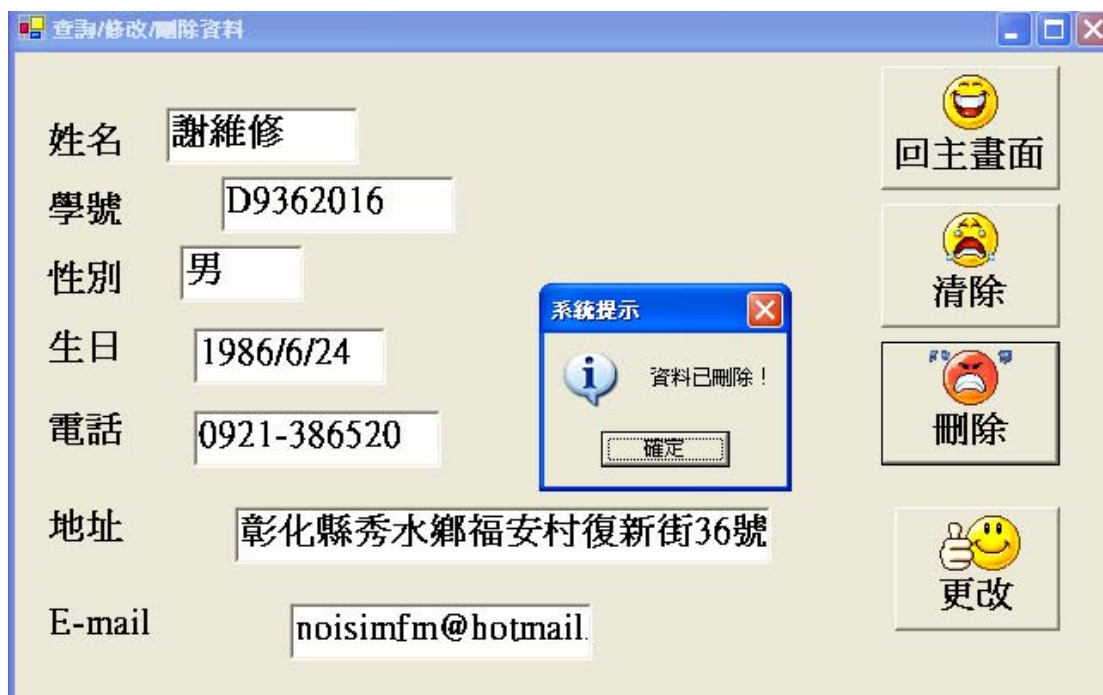 查詢/修改/刪除資料
姓名 謝維修
學號 D9362016
性別 男
生日 1986/6/24
電話 0921-386520
地址 彰化縣秀水鄉福安村復新街36號
E-mail noisimfm@hotmail.
系統提示
資料已刪除！
確定
回主畫面
清除
刪除
更改